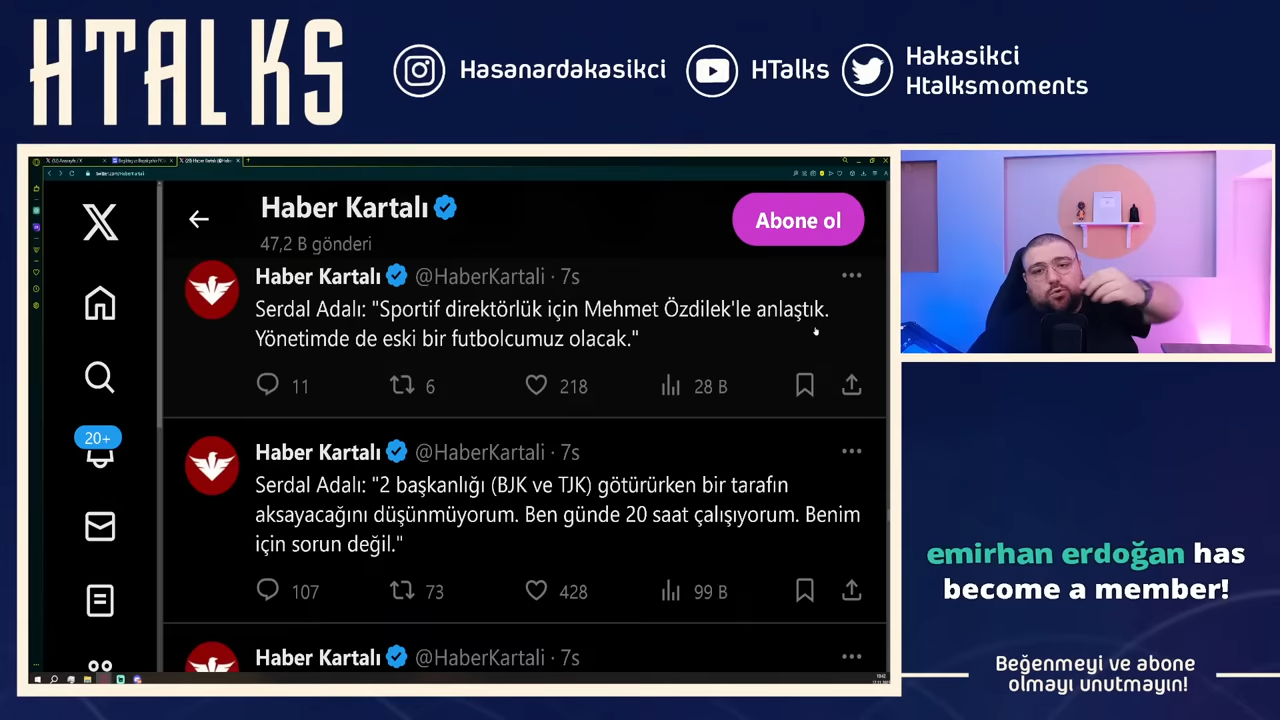 HTALKS
Hasanardakasikci
HTalks
Hakasikci
Htalksmoments
Haber Kartalı
47,2 B gönderi
Abone ol
Haber Kartalı @HaberKartali · 7s
Serdal Adalı: "Sportif direktörlük için Mehmet Özdilek'le anlaştık.
Yönetimde de eski bir futbolcumuz olacak."
11 6 218 28 B
20+
Haber Kartalı @HaberKartali · 7s
Serdal Adalı: "2 başkanlığı (BJK ve TJK) götürürken bir tarafın
aksayacağını düşünmüyorum. Ben günde 20 saat çalışıyorum. Benim
için sorun değil."
107 73 428 99 B
Haber Kartalı @HaberKartali · 7s
emirhan erdoğan has
become a member!
Beğenmeyi ve abone
olmayı unutmayın!